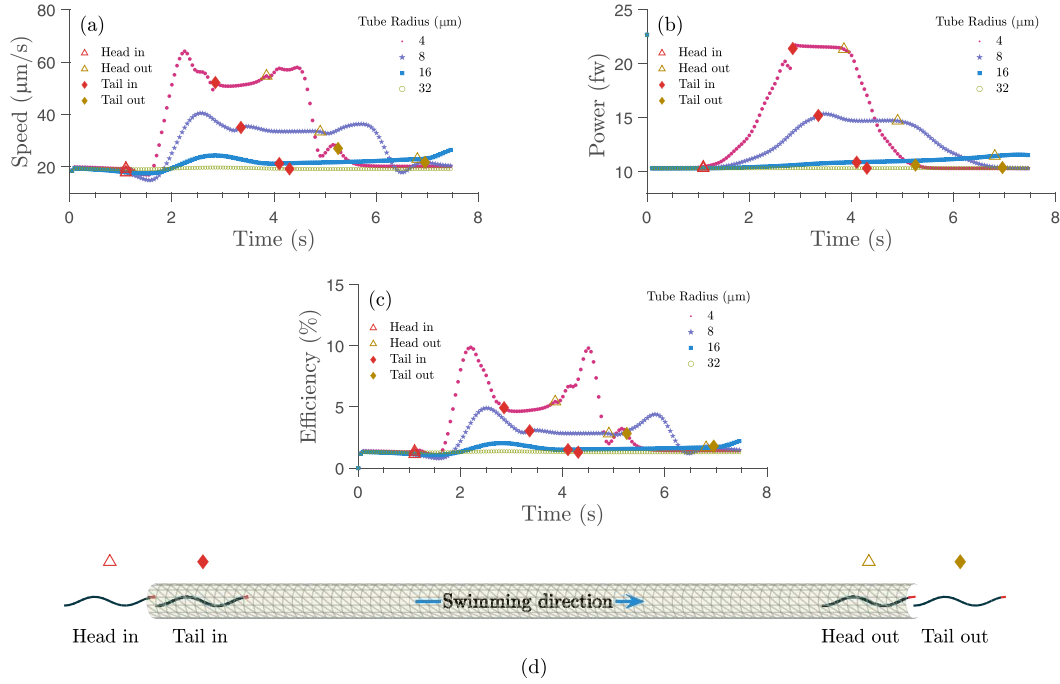 (a)
Speed (μm/s)
80
60
40
20
0 2 4 6 8
Time (s)
Head in
Head out
Tail in
Tail out
Tube Radius (μm)
4
8
16
32
(b)
Power (fw)
25
20
15
10
0 2 4 6 8
Time (s)
Head in
Head out
Tail in
Tail out
Tube Radius (μm)
4
8
16
32
(c)
Efficiency (%)
15
10
5
0
0 2 4 6 8
Time (s)
Head in
Head out
Tail in
Tail out
Tube Radius (μm)
4
8
16
32
Swimming direction
Head in Tail in Head out Tail out
(d)